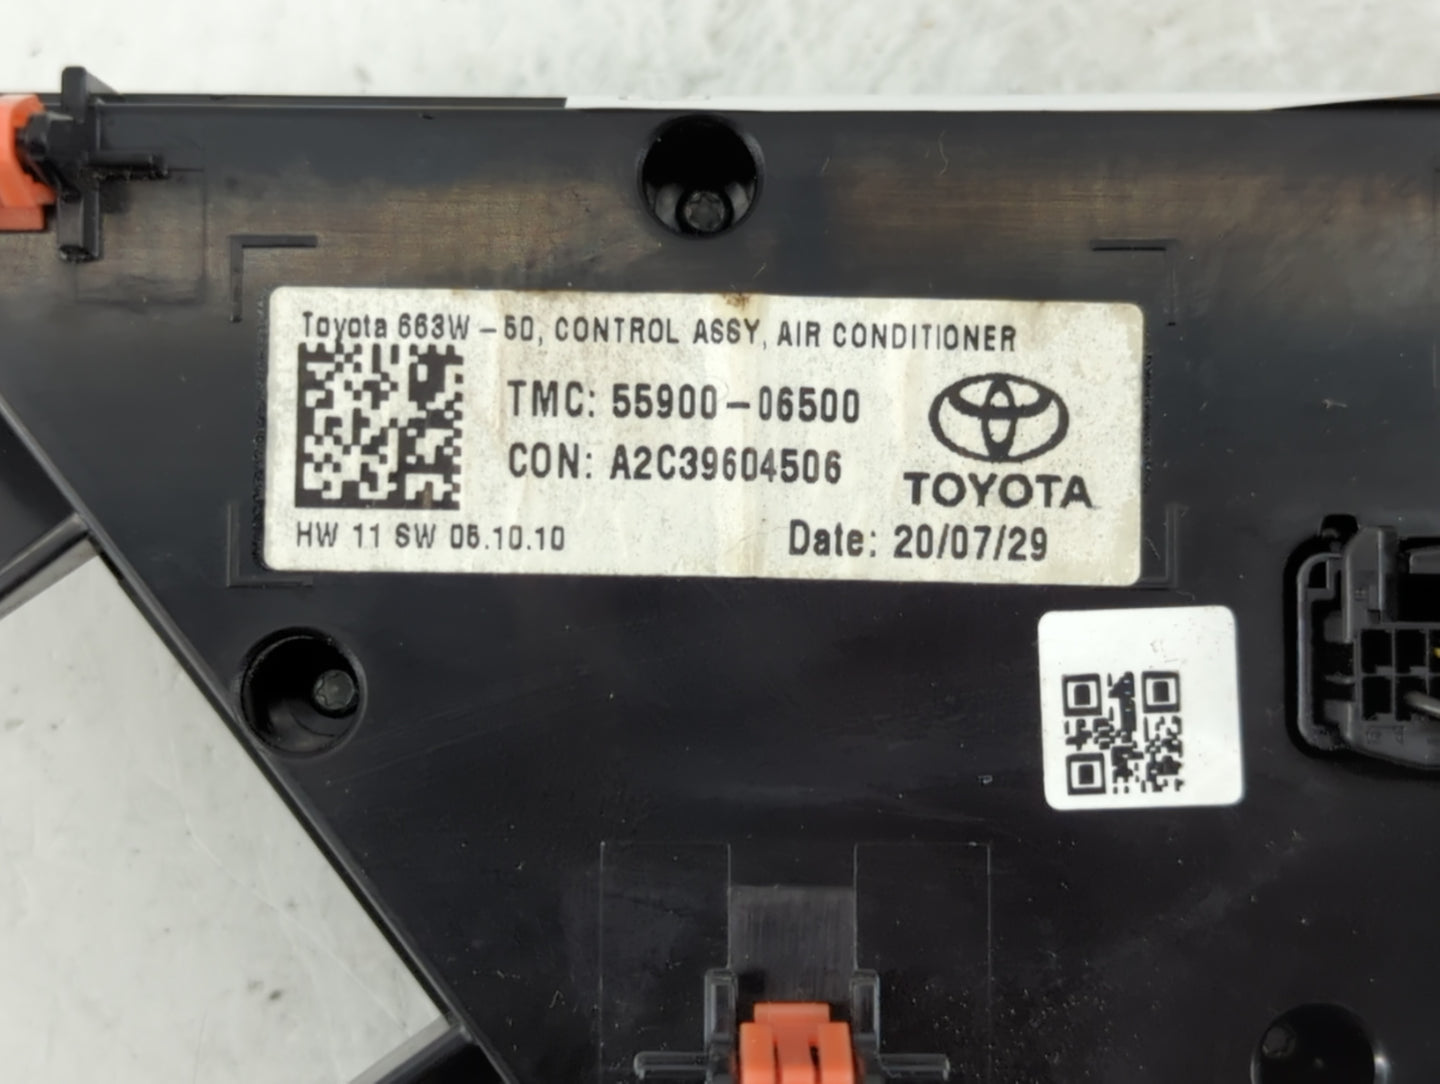 Toyota 663W-50, CONTROL ASSY, AIR CONDITIONER
TMC: 55900-06500
CON: A2C39604506
TOYOTA
HW 11 SW 05.10.10
Date: 20/07/29